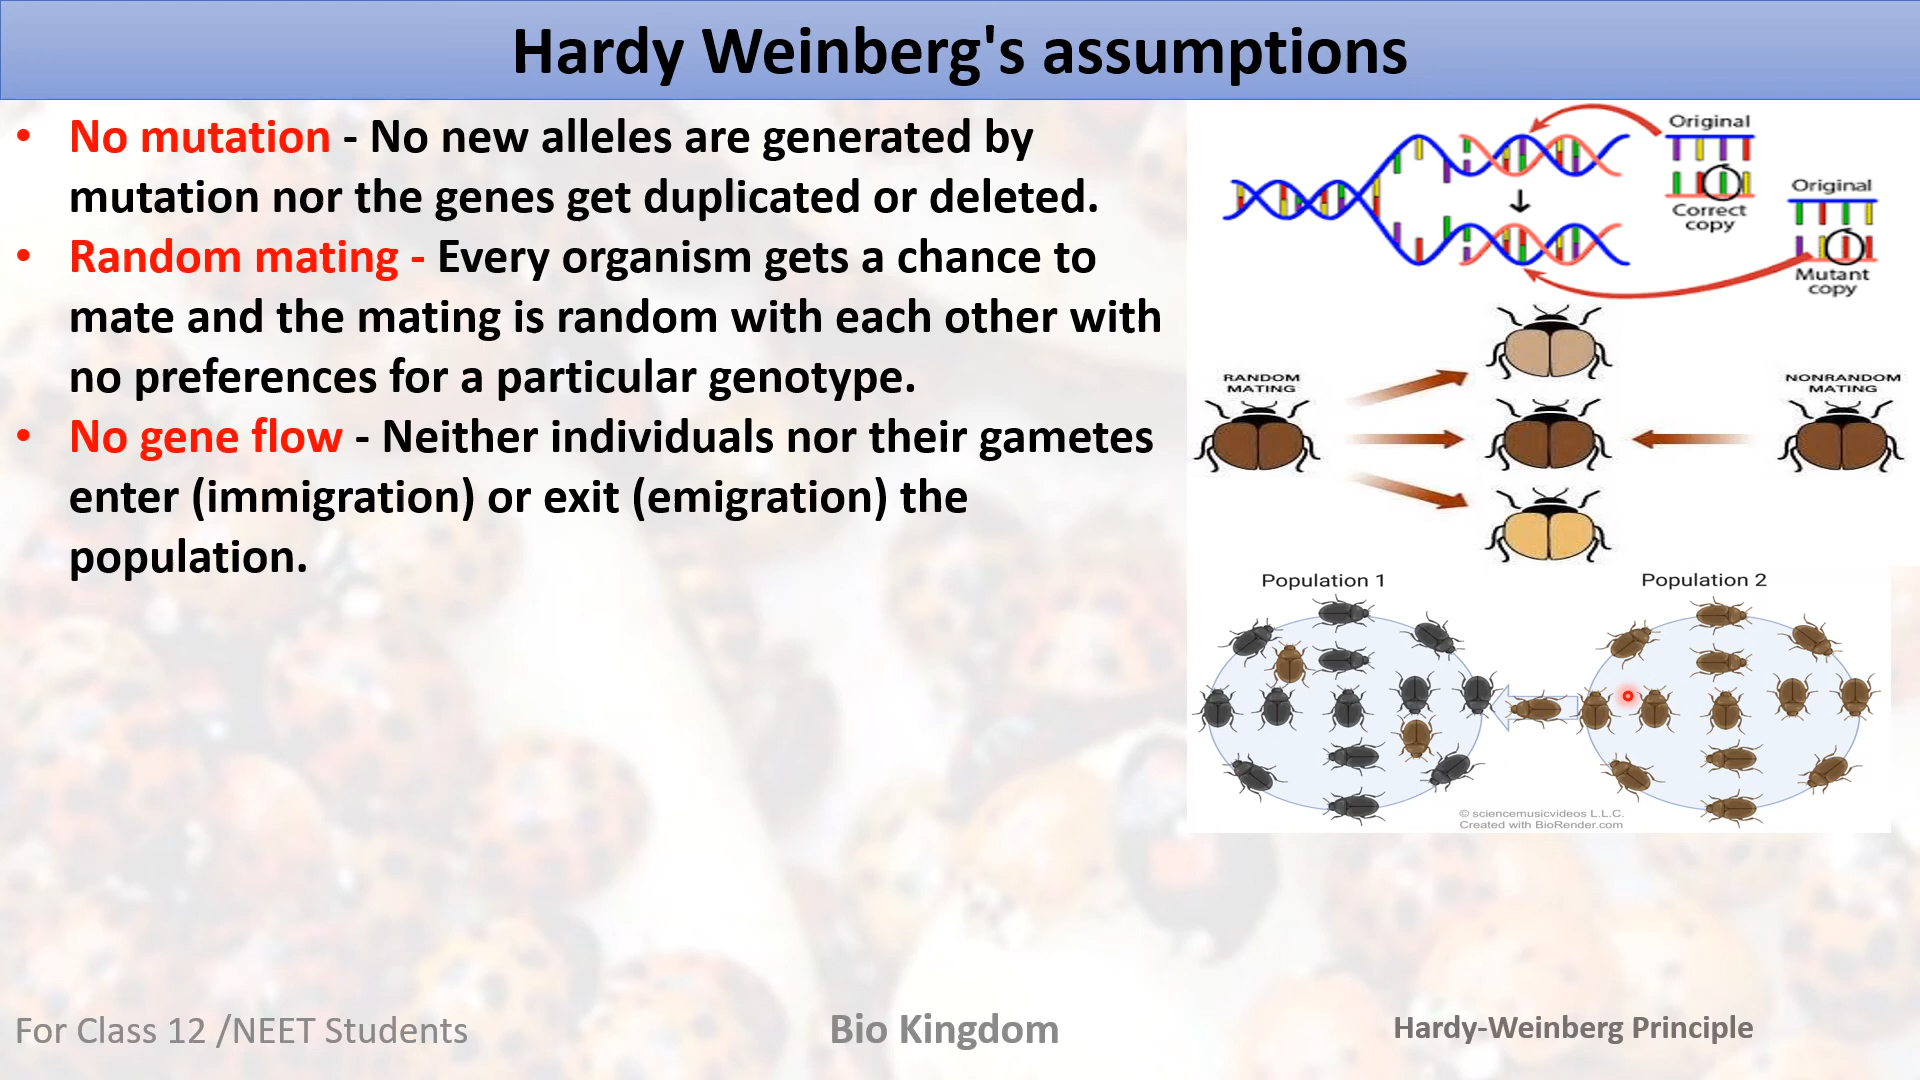 Hardy Weinberg's assumptions
• No mutation - No new alleles are generated by
mutation nor the genes get duplicated or deleted.
• Random mating - Every organism gets a chance to
mate and the mating is random with each other with
no preferences for a particular genotype.
• No gene flow - Neither individuals nor their gametes
enter (immigration) or exit (emigration) the
population.
Original
Correct
copy
Original
Mutant
copy
RANDOM
MATING
NONRANDOM
MATING
Population 1
Population 2
© sciencemusicvideos L.L.C.
Created with BioRender.com
For Class 12 /NEET Students
Bio Kingdom
Hardy-Weinberg Principle